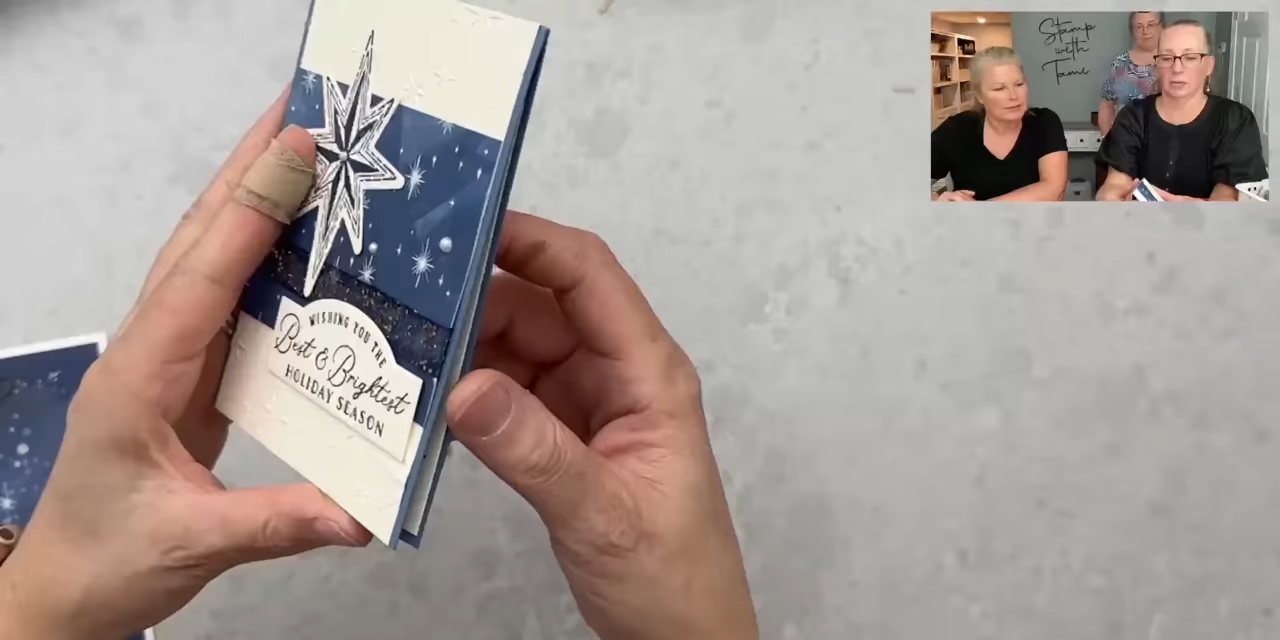 WISHING YOU THE
Best & Brightest
HOLIDAY SEASON
Stamp
with
Tami